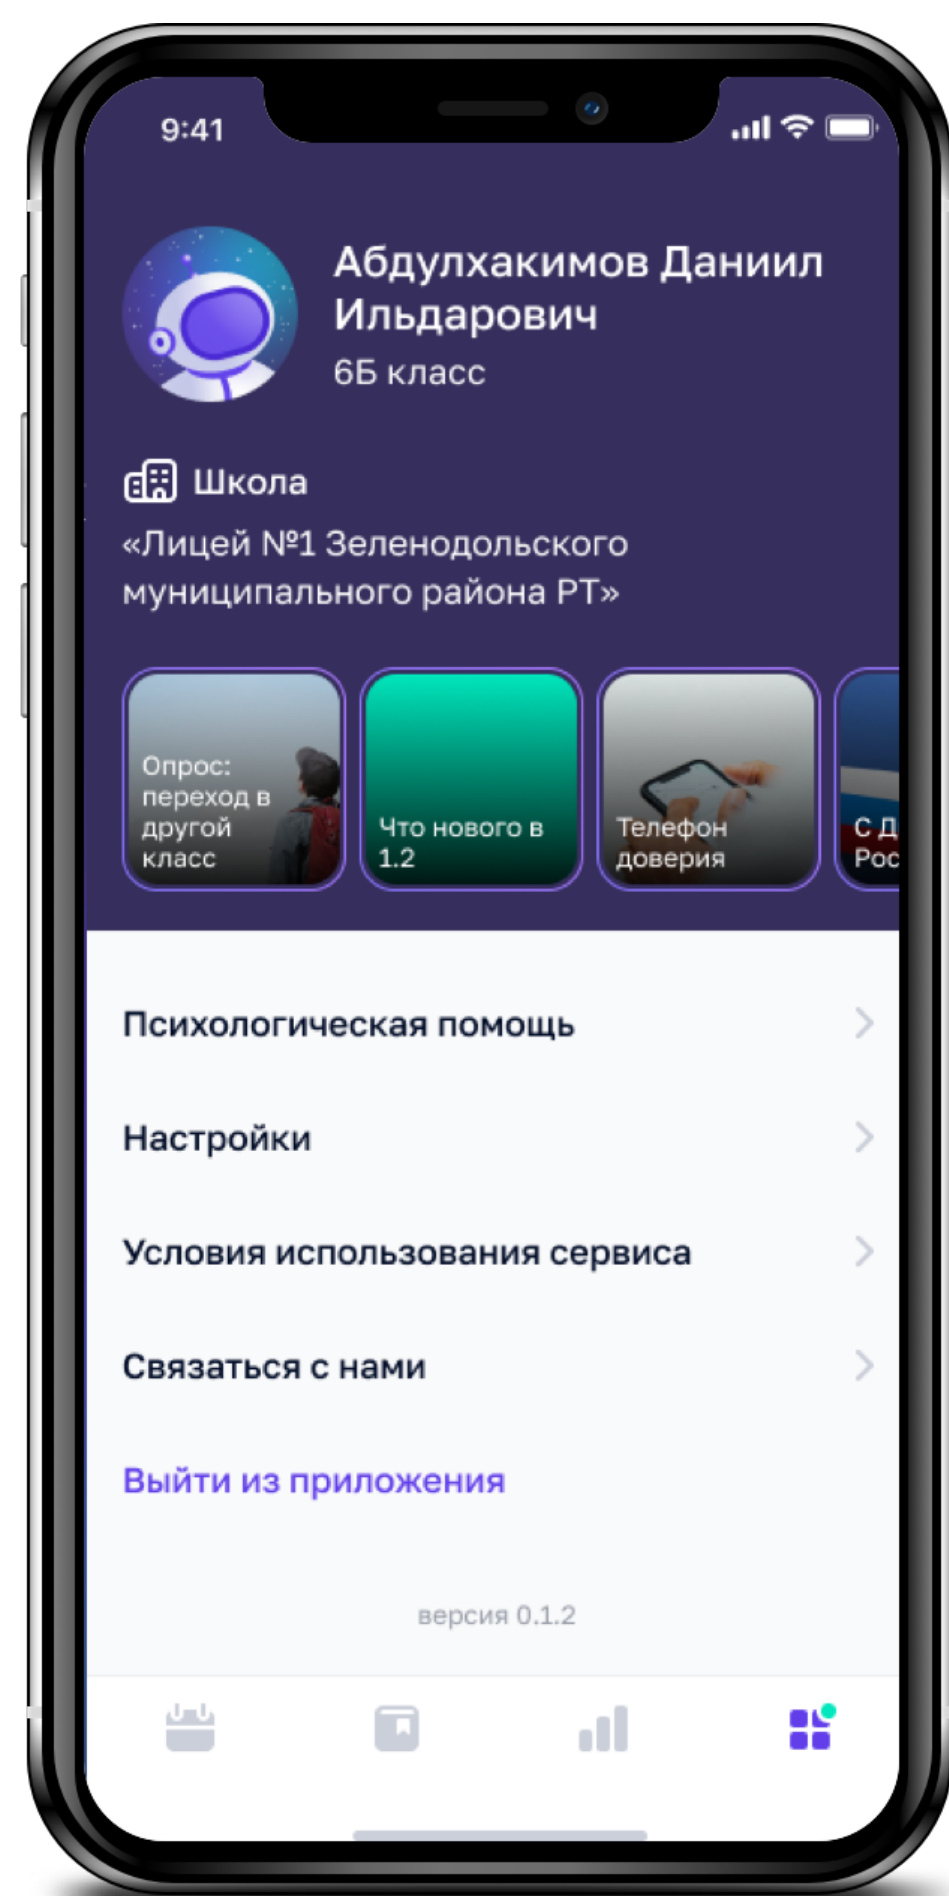 9:41
Абдулхакимов Даниил
Ильдарович
6Б класс
Школа
«Лицей №1 Зеленодольского
муниципального района РТ»
Опрос:
переход в
другой
класс
Что нового в
1.2
Телефон
доверия
С
Психологическая помощь
Настройки
Условия использования сервиса
Связаться с нами
Выйти из приложения
версия 0.1.2